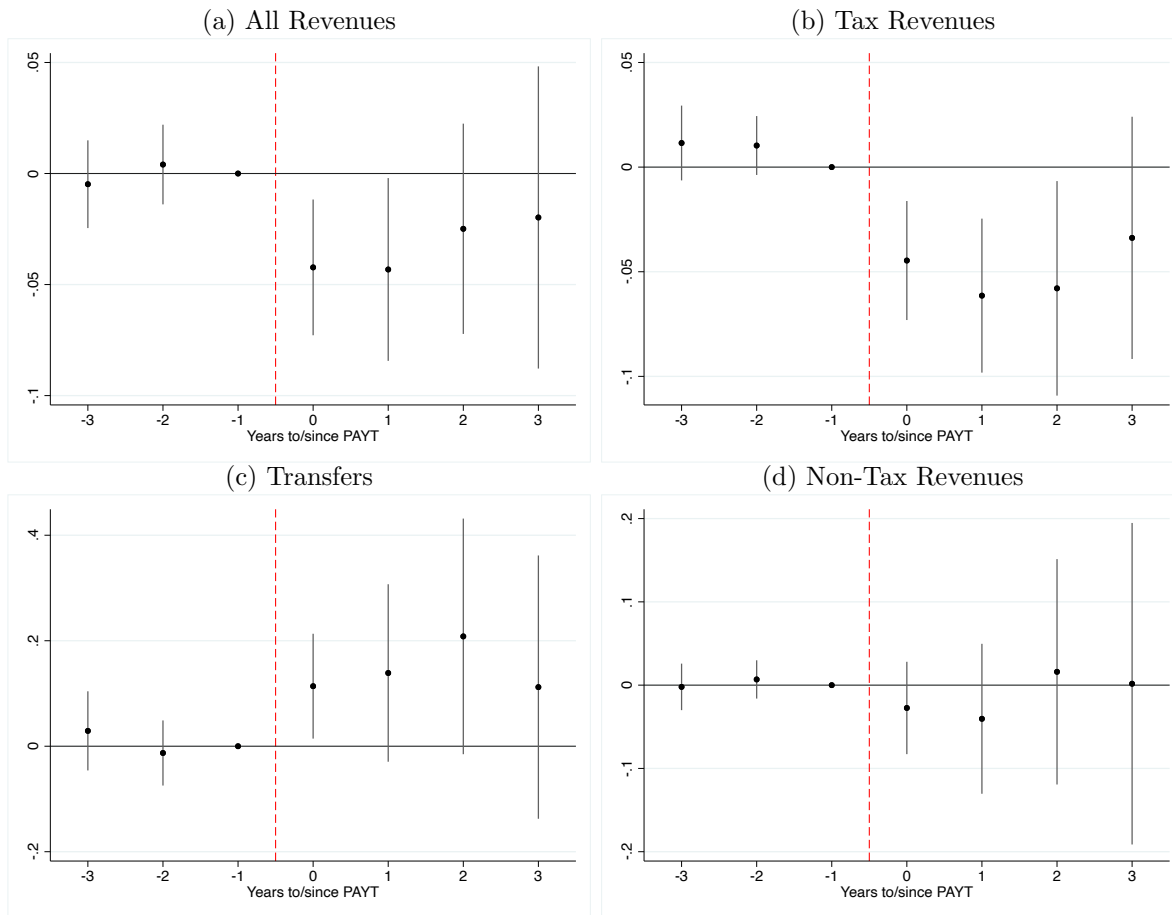 (a) All Revenues
.05
0
-.05
-.1
-3 -2 -1 0 1 2 3
Years to/since PAYT
(b) Tax Revenues
.05
0
-.05
-.1
-3 -2 -1 0 1 2 3
Years to/since PAYT
(c) Transfers
.4
.2
0
-.2
-3 -2 -1 0 1 2 3
Years to/since PAYT
(d) Non-Tax Revenues
.2
.1
0
-.1
-.2
-3 -2 -1 0 1 2 3
Years to/since PAYT